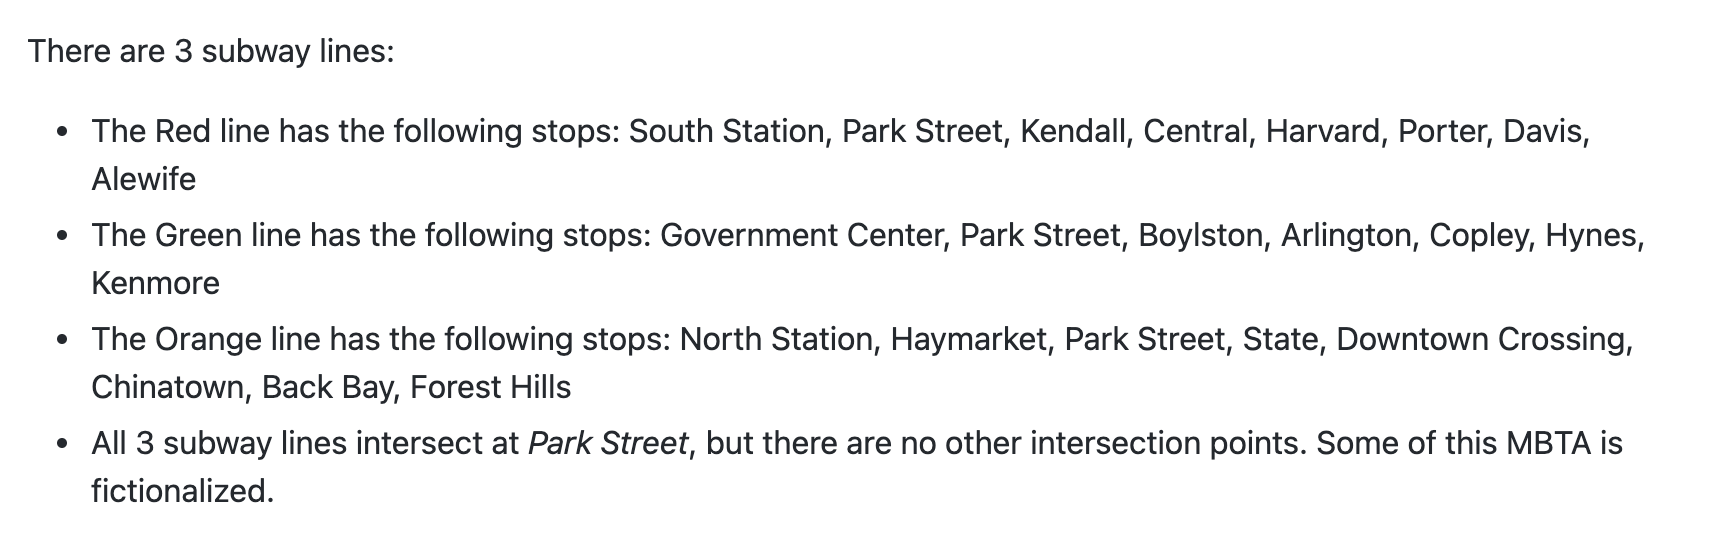 There are 3 subway lines:
• The Red line has the following stops: South Station, Park Street, Kendall, Central, Harvard, Porter, Davis,
Alewife
• The Green line has the following stops: Government Center, Park Street, Boylston, Arlington, Copley, Hynes,
Kenmore
• The Orange line has the following stops: North Station, Haymarket, Park Street, State, Downtown Crossing,
Chinatown, Back Bay, Forest Hills
• All 3 subway lines intersect at Park Street, but there are no other intersection points. Some of this MBTA is
fictionalized.